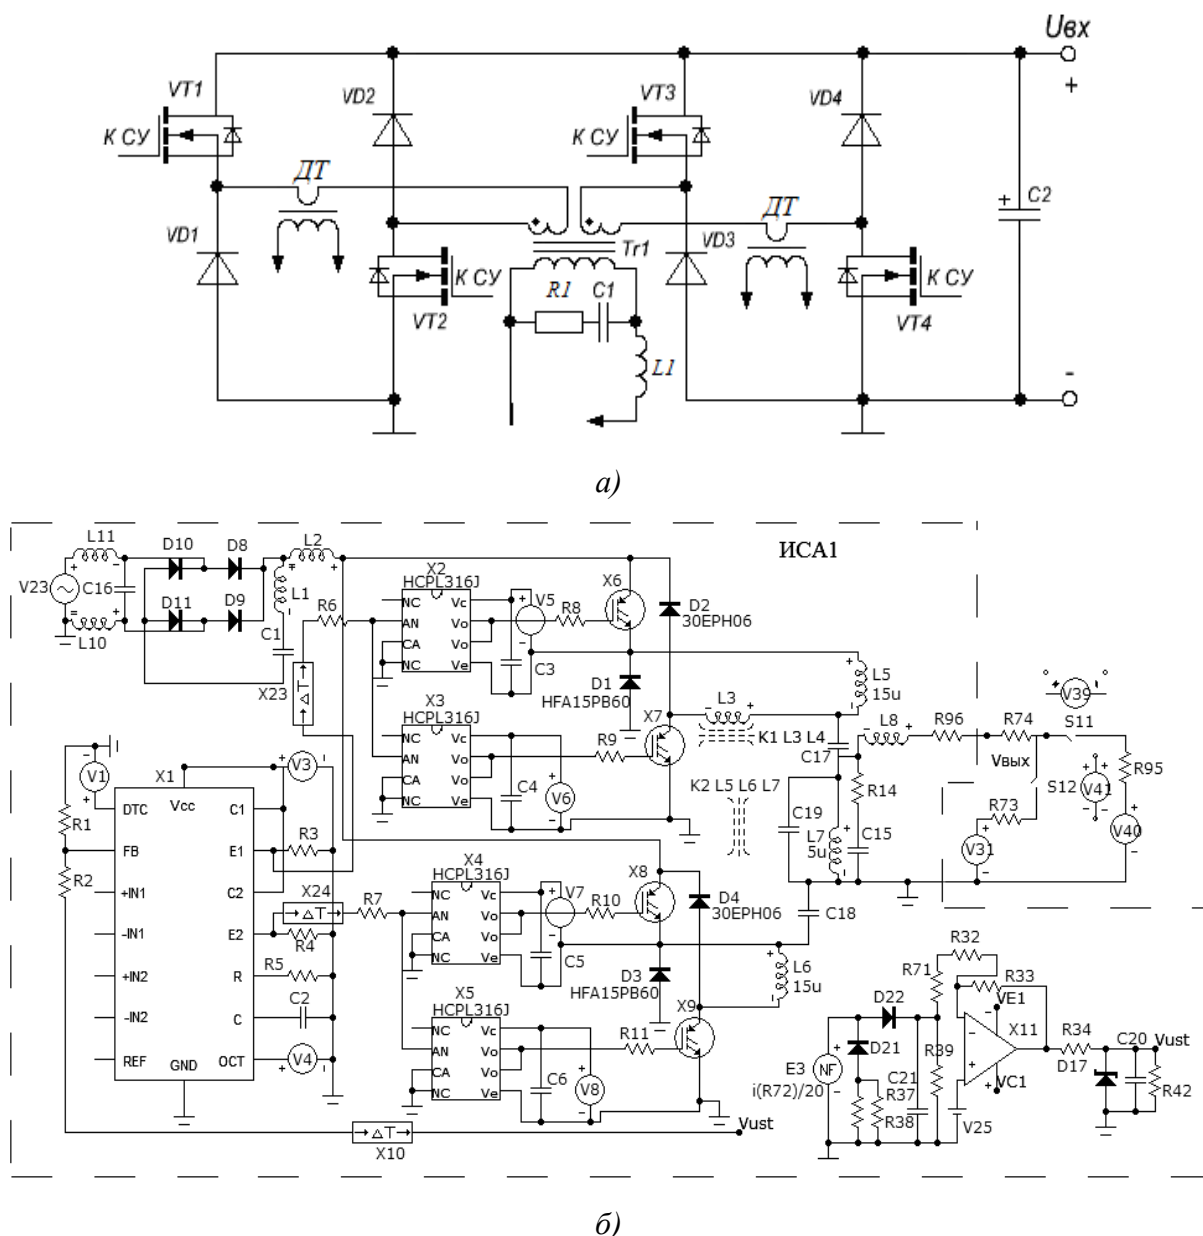 Uвх
+
VT1 VD2 VT3 VD4
К СУ К СУ
ДТ ДТ
+ C2
VD1 Tr1 VD3
К СУ R1 C1 К СУ
VT2 VT4
L1
-
а)
ИСА1
L11 D10 D8 L2
V23 C16 D11 D9 L1
L10 C1
X23
R6
X2
HCPL316J
NC Vc
AN Vo
CA Vo
NC Ve
V5 R8 X6
C3
D2
30EPH06
D1
HFA15PB60
X3
HCPL316J
NC Vc
AN Vo
CA Vo
NC Ve
R9 X7
C4 V6
L3
K1 L3 L4
K2 L5 L6 L7
L5
15u
C17 L8 R96 R74
V39
S11
Vвых
S12 V41 R95
V40
R73
V31
R14
C19 L7
5u
C15
C18
V1 X1 V3
R1 R2
Vcc
DTC C1
FB E1
+IN1 C2
-IN1 E2
+IN2 R
-IN2 C
REF GND OCT
R3
X24
ΔT
R4
R5
C2
V4
R7
X4
HCPL316J
NC Vc
AN Vo
CA Vo
NC Ve
V7 R10 X8
C5
D4
30EPH06
D3
HFA15PB60
L6
15u
X5
HCPL316J
NC Vc
AN Vo
CA Vo
NC Ve
R11 X9
C6 V8
ΔT
X10
Vust
R32
R71 R33
D22 VE1
X11
E3
NF
i(R72)/20
D21 R39
C21
R37
R38
V25
VC1
R34 C20 Vust
D17
R42
б)